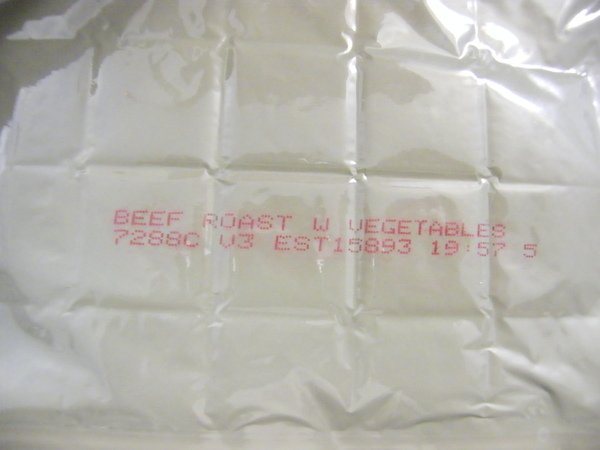 BEEF ROAST W VEGETABLES
7288C V3 EST15893 19:57 5